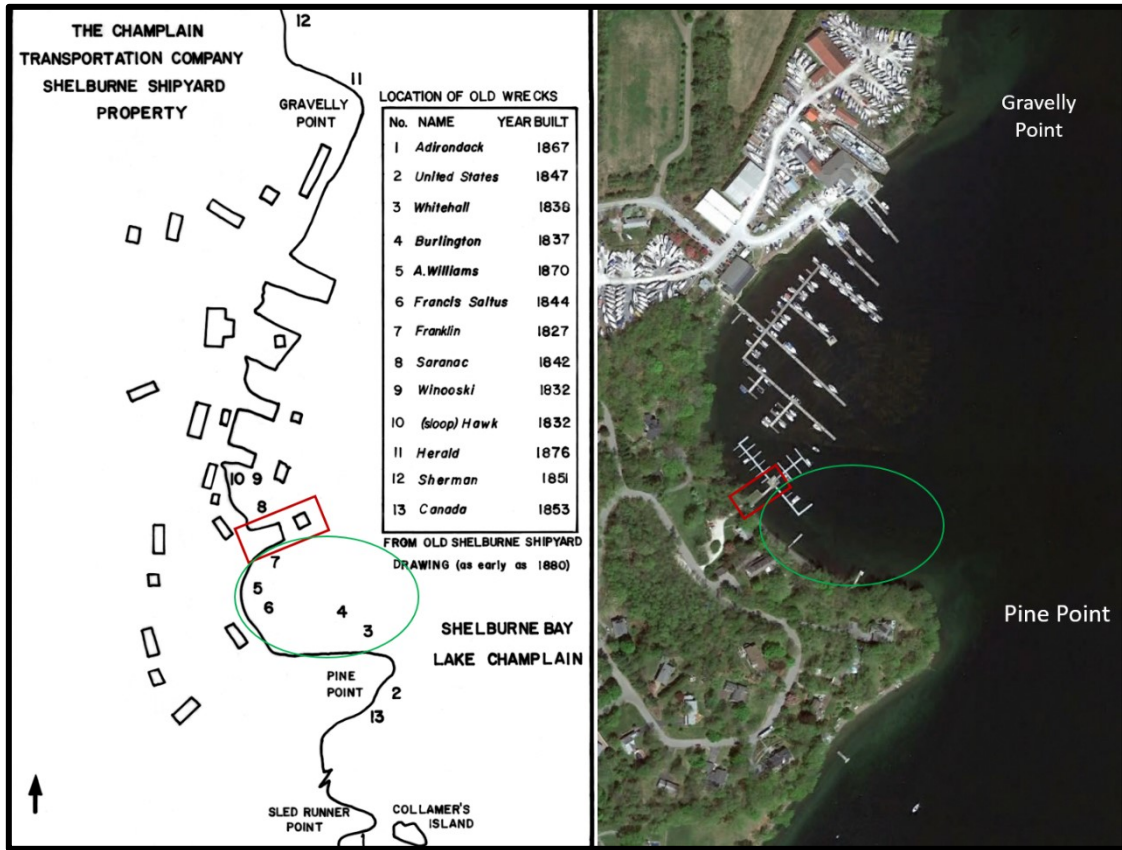 THE CHAMPLAIN
TRANSPORTATION COMPANY
SHELBURNE SHIPYARD
PROPERTY
12
11
GRAVELLY
POINT
LOCATION OF OLD WRECKS
No. NAME YEAR BUILT
1 Adirondack 1867
2 United States 1847
3 Whitehall 1838
4 Burlington 1837
5 A.Williams 1870
6 Francis Saltus 1844
7 Franklin 1827
8 Saranac 1842
9 Winooski 1832
10 (sloop) Hawk 1832
11 Herald 1876
12 Sherman 1851
13 Canada 1853
FROM OLD SHELBURNE SHIPYARD
DRAWING (as early as 1880)
10 9
8
7
5
6
4
3
SHELBURNE BAY
LAKE CHAMPLAIN
PINE
POINT
2
13
SLED RUNNER
POINT
COLLAMER'S
ISLAND
1
Gravelly
Point
Pine Point